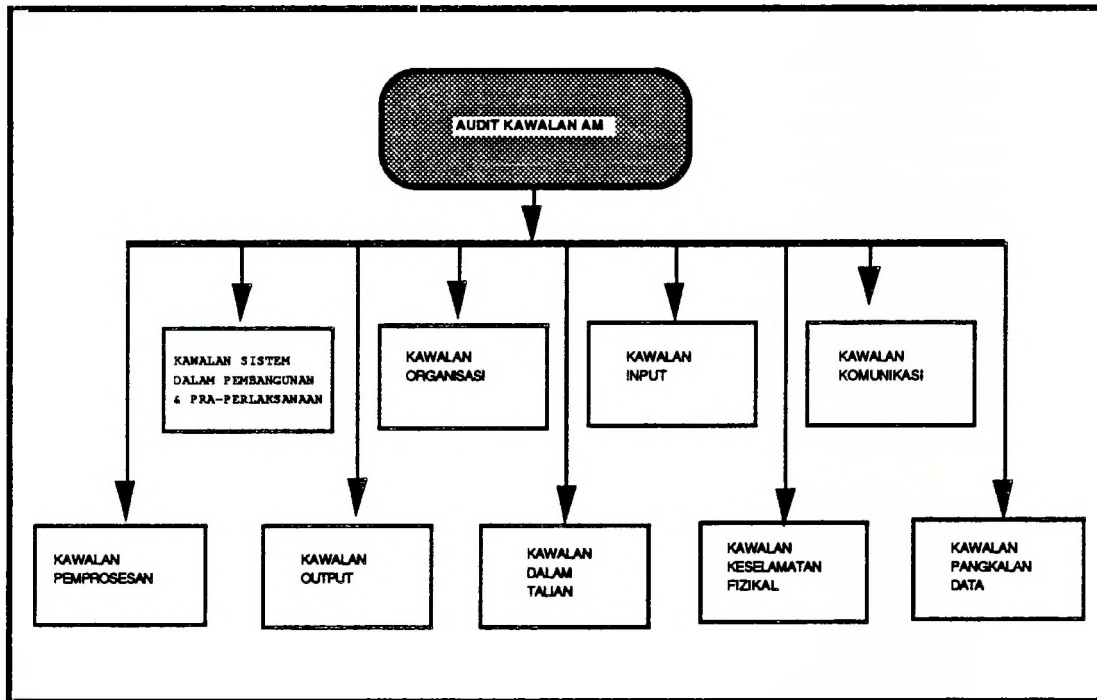 AUDIT KAWALAN AM
KAWALAN SISTEM
DALAM PEMBANGUNAN
& PRA-PERLAKSANAAN
KAWALAN
ORGANISASI
KAWALAN
INPUT
KAWALAN
KOMUNIKASI
KAWALAN
PEMPROSESAN
KAWALAN
OUTPUT
KAWALAN
DALAM
TALIAN
KAWALAN
KESELAMATAN
FIZIKAL
KAWALAN
PANGKALAN
DATA